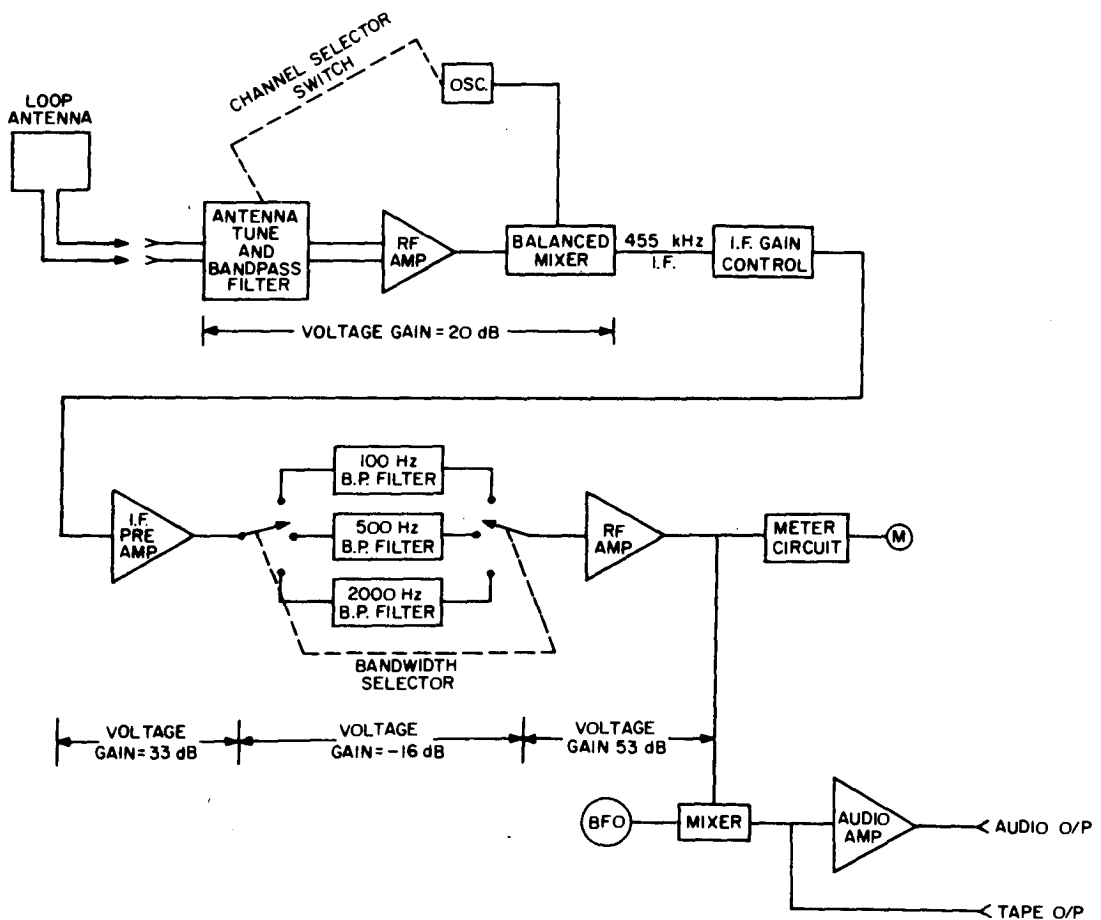 CHANNEL SELECTOR
SWITCH
OSC.
LOOP
ANTENNA
ANTENNA
TUNE
AND
BANDPASS
FILTER
RF
AMP
BALANCED
MIXER
455 kHz
I.F.
I.F. GAIN
CONTROL
VOLTAGE GAIN = 20 dB
I.F.
PRE
AMP
100 Hz
B.P. FILTER
500 Hz
B.P. FILTER
2000 Hz
B.P. FILTER
RF
AMP
METER
CIRCUIT
M
BANDWIDTH
SELECTOR
VOLTAGE
GAIN = 33 dB
VOLTAGE
GAIN = -16 dB
VOLTAGE
GAIN 53 dB
BFO
MIXER
AUDIO
AMP
AUDIO O/P
TAPE O/P